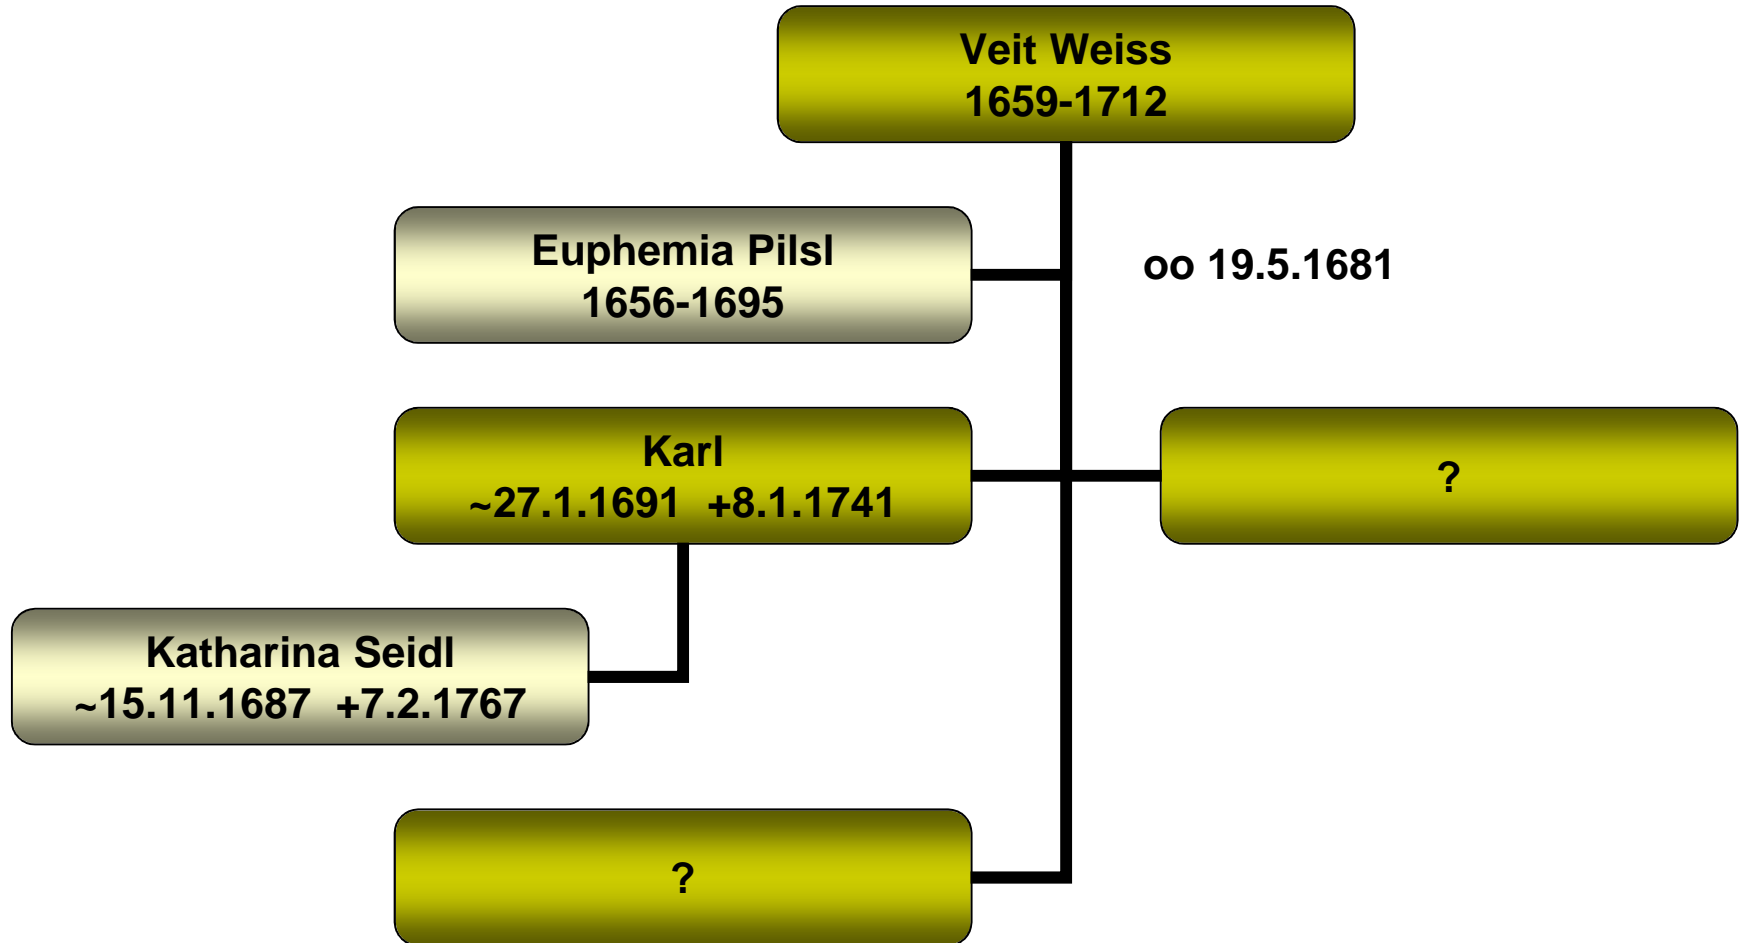 Veit Weiss
1659-1712
Euphemia Pilsl
1656-1695
oo 19.5.1681
Karl
~27.1.1691  +8.1.1741
?
Katharina Seidl
~15.11.1687  +7.2.1767
?